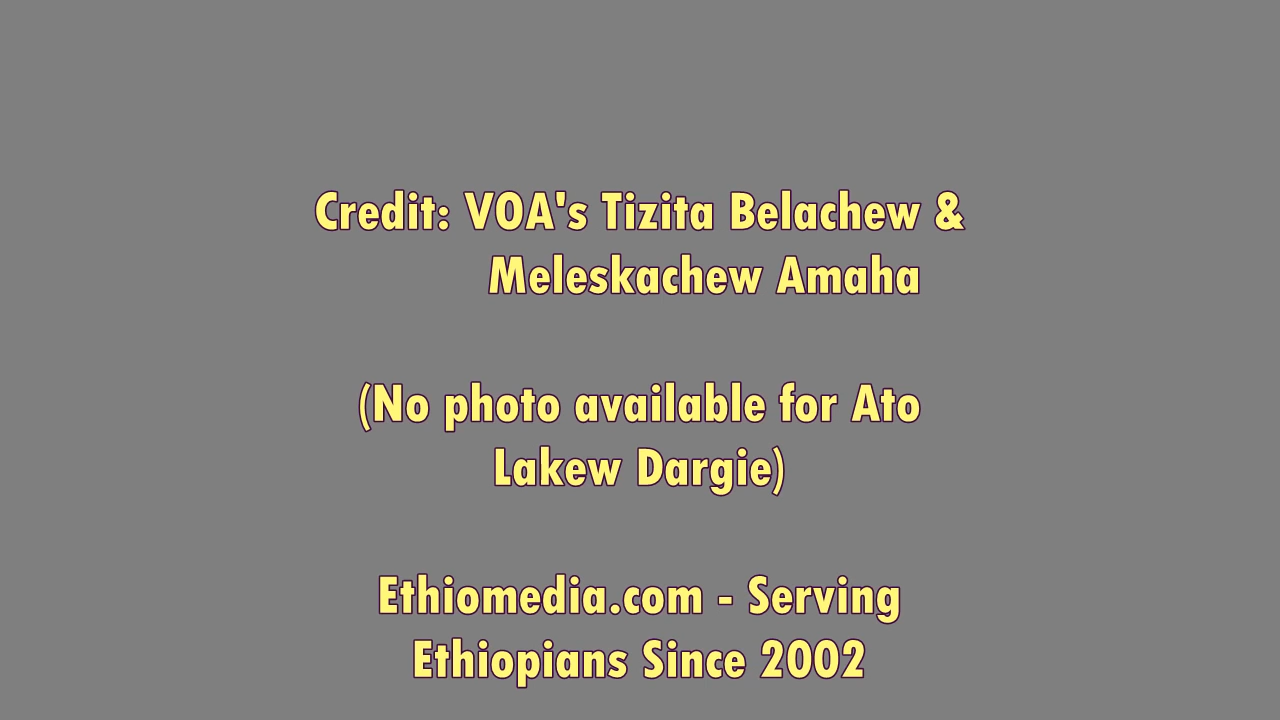 Credit: VOA's Tizita Belachew &
Meleskachew Amaha
(No photo available for Ato
Lakew Dargie)
Ethiomedia.com - Serving
Ethiopians Since 2002